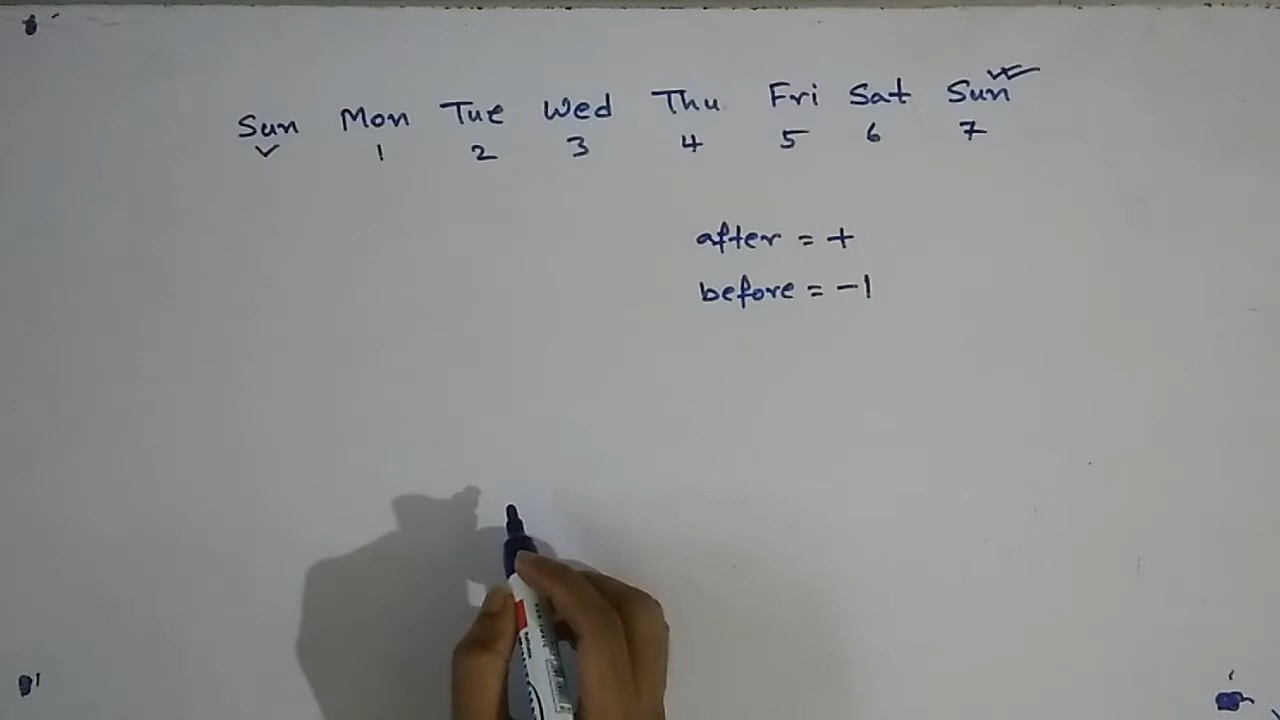 Sun Mon Tue Wed Thu Fri Sat Sun
1 2 3 4 5 6 7
after = +
before = -1